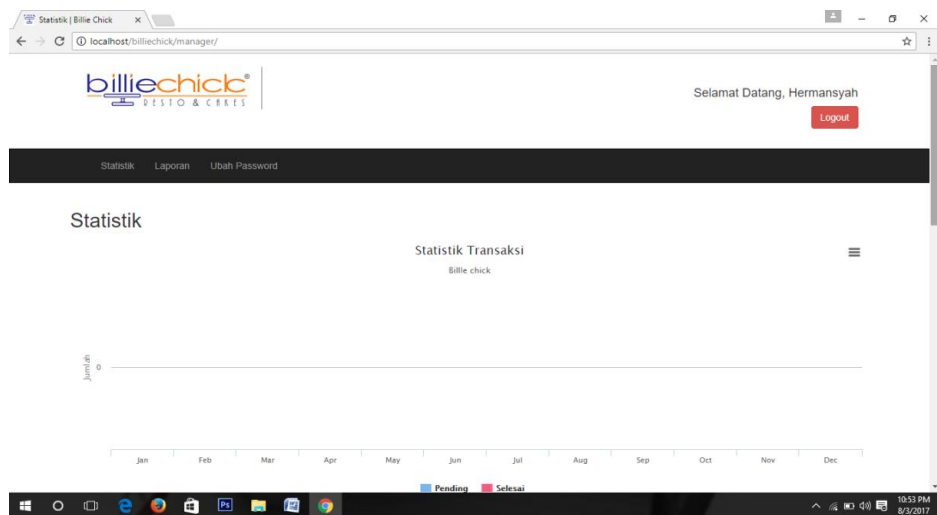 Statistik | Billie Chick
localhost/billiechick/manager/
billiechick®
RESTO & CAKES
Selamat Datang, Hermansyah
Logout
Statistik Laporan Ubah Password
Statistik
Statistik Transaksi
Billie chick
Jumlah
0
Jan Feb Mar Apr May Jun Jul Aug Sep Oct Nov Dec
Pending Selesai
Ps
10:53 PM
8/3/2017